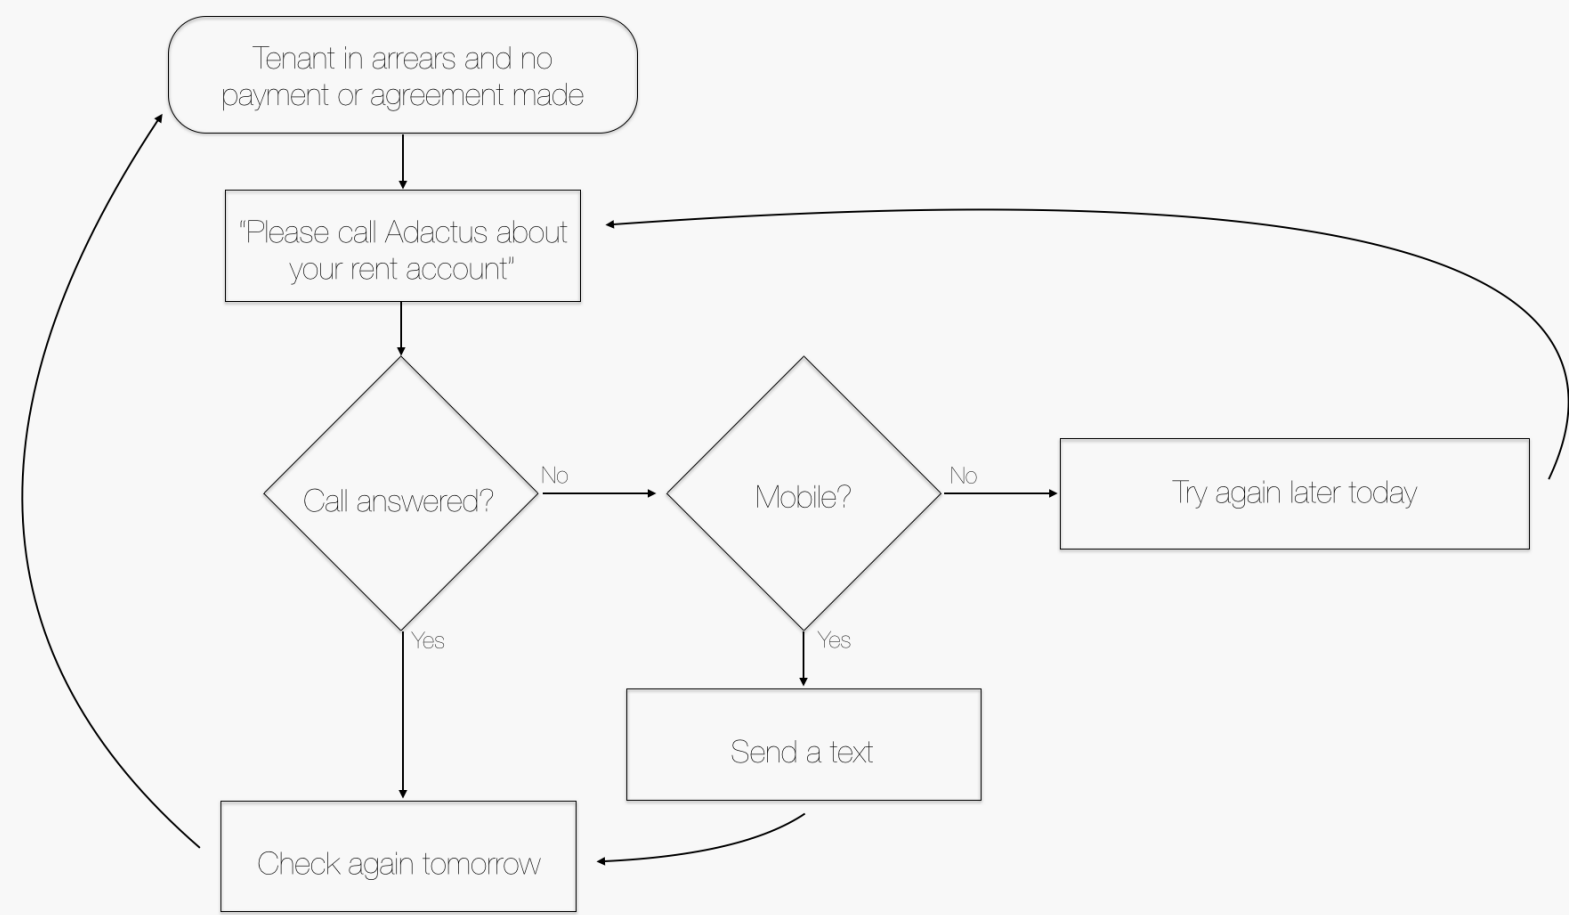 Tenant in arrears and no
payment or agreement made
“Please call Adactus about
your rent account”
Call answered?
No
Mobile?
No
Try again later today
Yes
Yes
Send a text
Check again tomorrow